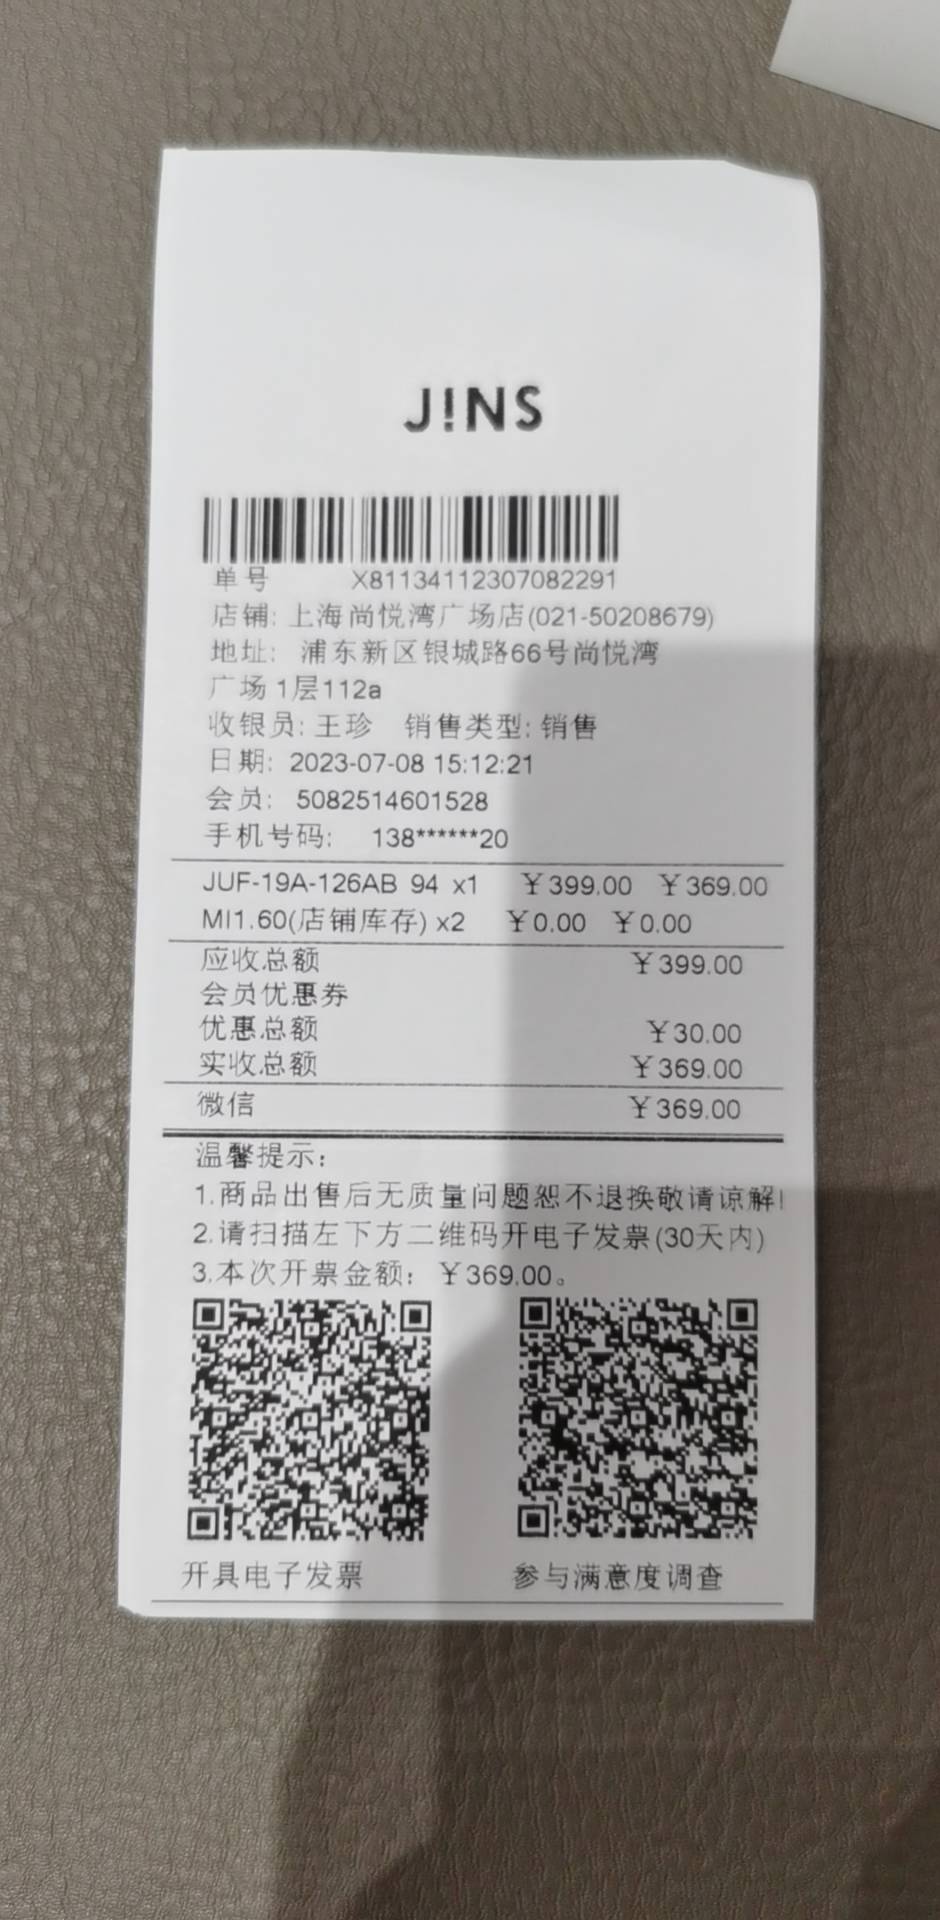 J!NS
单号 X81134112307082291
店铺: 上海尚悦湾广场店(021-50208679)
地址: 浦东新区银城路66号尚悦湾
广场 1层112a
收银员: 王珍 销售类型: 销售
日期: 2023-07-08 15:12:21
会员: 5082514601528
手机号码: 138******20
JUF-19A-126AB 94 x1 ¥399.00 ¥369.00
MI1.60(店铺库存) x2 ¥0.00 ¥0.00
应收总额 ¥399.00
会员优惠券
优惠总额 ¥30.00
实收总额 ¥369.00
微信 ¥369.00
温馨提示:
1.商品出售后无质量问题恕不退换敬请谅解!
2.请扫描左下方二维码开电子发票(30天内)
3.本次开票金额: ¥369.00。
开具电子发票 参与满意度调查